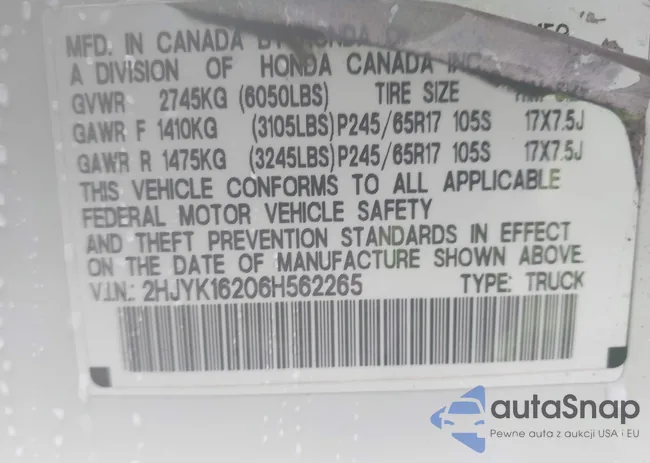 MFD. IN CANADA BY HONDA OF
A DIVISION OF HONDA CANADA INC.
GVWR 2745KG (6050LBS) TIRE SIZE RIM SIZE
GAWR F 1410KG (3105LBS)P245/65R17 105S 17X7.5J
GAWR R 1475KG (3245LBS)P245/65R17 105S 17X7.5J
THIS VEHICLE CONFORMS TO ALL APPLICABLE
FEDERAL MOTOR VEHICLE SAFETY
AND THEFT PREVENTION STANDARDS IN EFFECT
ON THE DATE OF MANUFACTURE SHOWN ABOVE.
V.I.N.: 2HJYK16206H562265 TYPE: TRUCK
autaSnap
Pewne auta z aukcji USA i EU